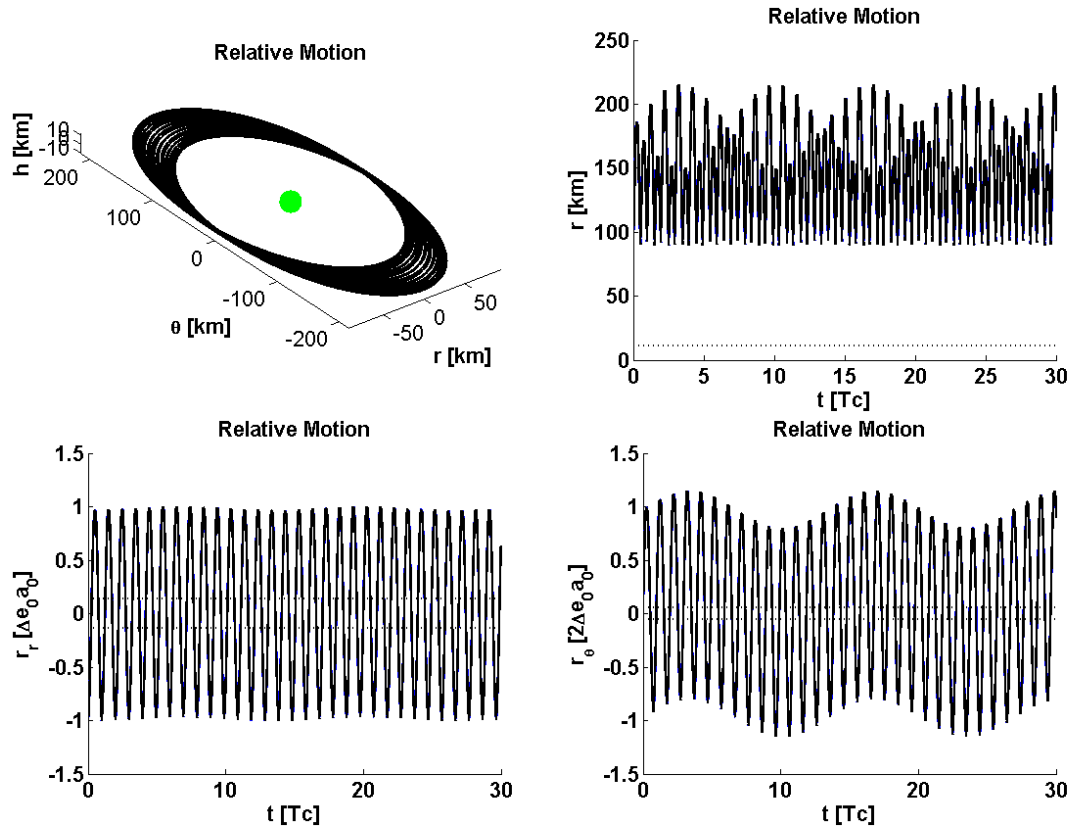 Relative Motion
h [km]
10
0
-10
200
100
0
-100
-200
θ [km]
-50
0
50
r [km]
Relative Motion
250
200
150
100
50
0
r [km]
0 5 10 15 20 25 30
t [Tc]
Relative Motion
1.5
1
0.5
0
-0.5
-1
-1.5
r_r [Δe_0a_0]
0 10 20 30
t [Tc]
Relative Motion
1.5
1
0.5
0
-0.5
-1
-1.5
r_θ [2Δe_0a_0]
0 10 20 30
t [Tc]